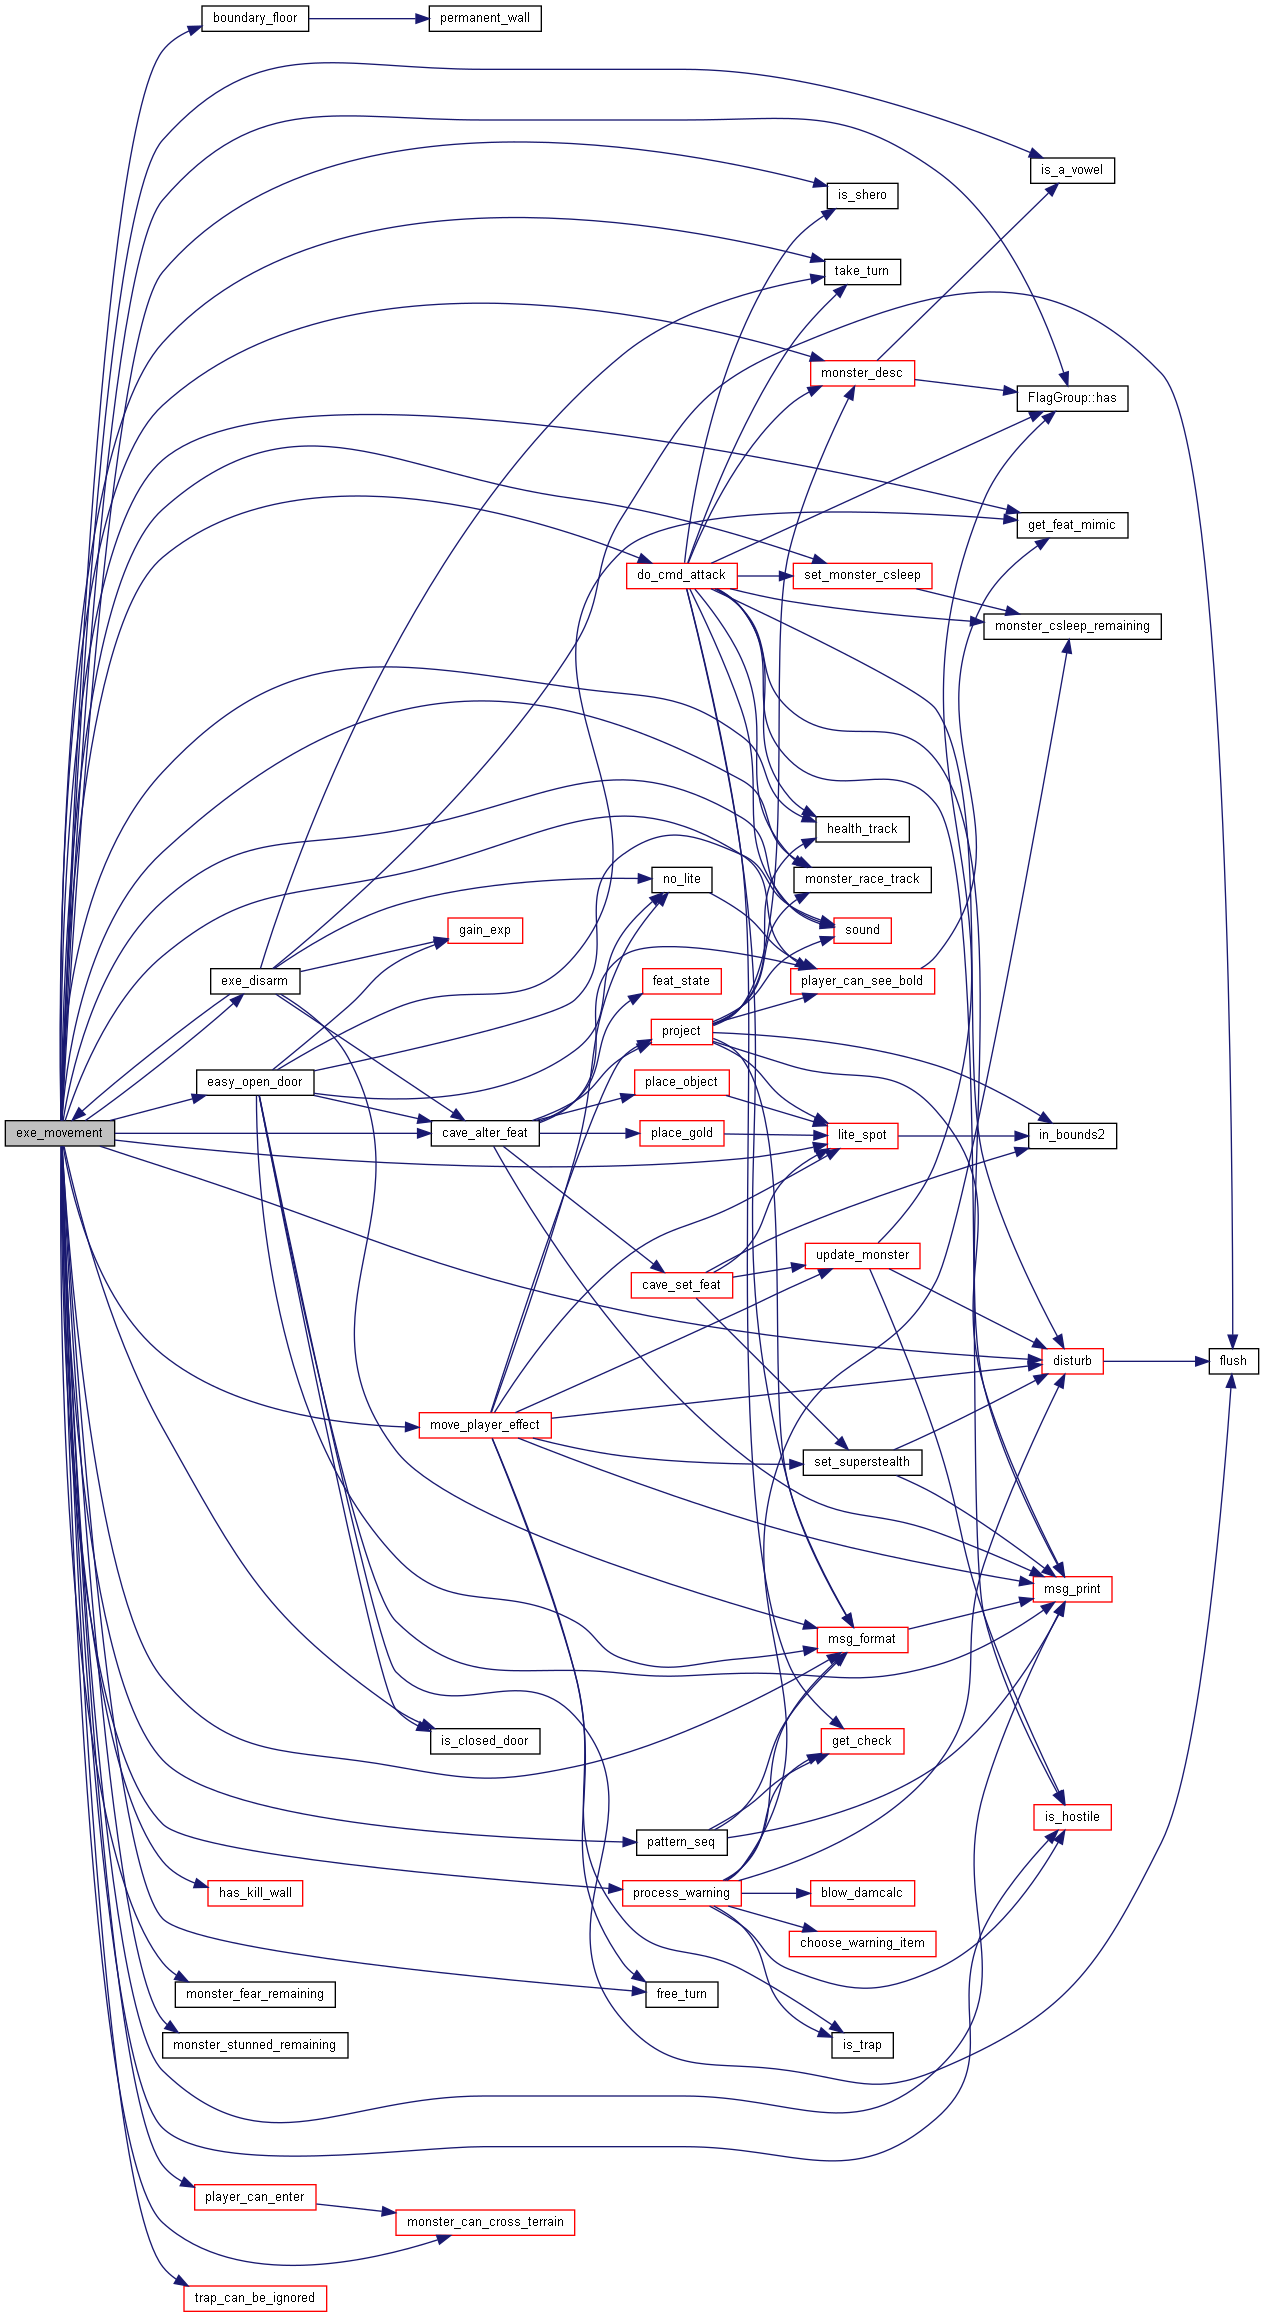 boundary_floor
permanent_wall
is_a_vowel
is_shero
take_turn
monster_desc
FlagGroup::has
get_feat_mimic
do_cmd_attack
set_monster_csleep
monster_csleep_remaining
health_track
monster_race_track
no_lite
gain_exp
sound
exe_disarm
feat_state
player_can_see_bold
project
easy_open_door
place_object
exe_movement
cave_alter_feat
place_gold
lite_spot
in_bounds2
update_monster
cave_set_feat
disturb
flush
move_player_effect
set_superstealth
msg_print
msg_format
is_closed_door
get_check
is_hostile
pattern_seq
has_kill_wall
process_warning
blow_damcalc
choose_warning_item
monster_fear_remaining
free_turn
monster_stunned_remaining
is_trap
player_can_enter
monster_can_cross_terrain
trap_can_be_ignored